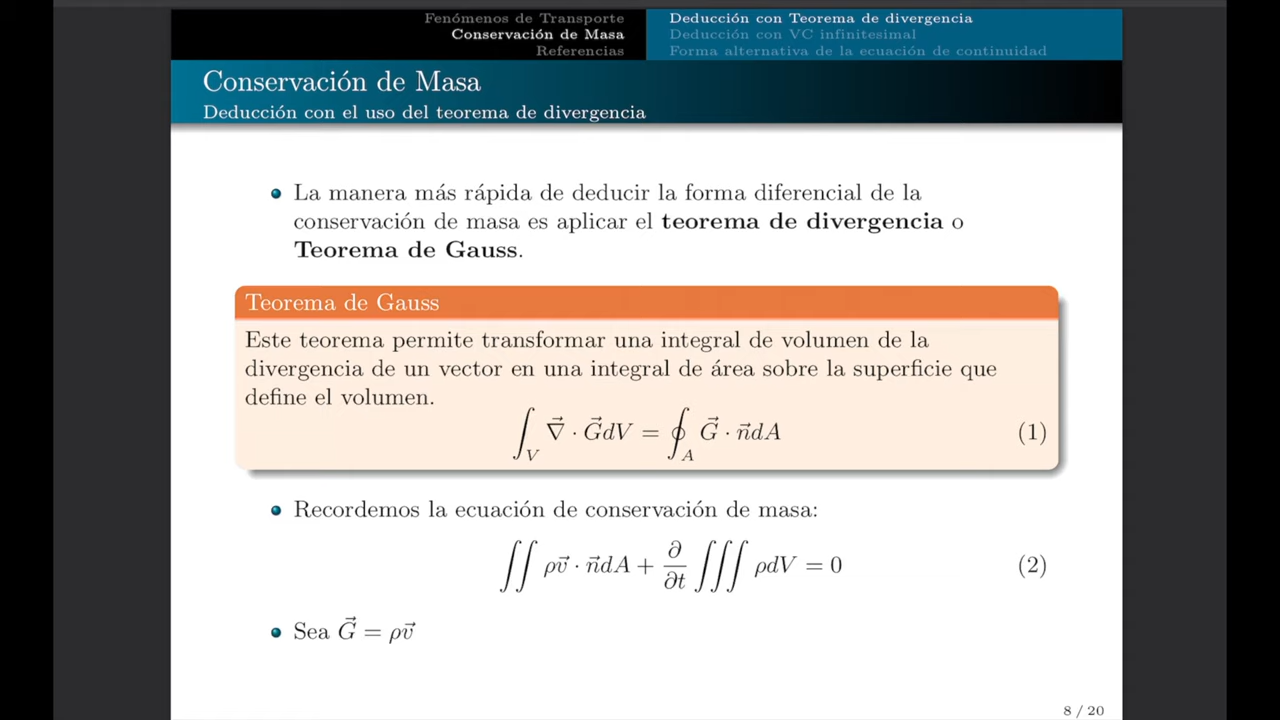 Fenómenos de Transporte
Conservación de Masa
Referencias
Deducción con Teorema de divergencia
Deducción con VC infinitesimal
Forma alternativa de la ecuación de continuidad
Conservación de Masa
Deducción con el uso del teorema de divergencia
La manera más rápida de deducir la forma diferencial de la
conservación de masa es aplicar el teorema de divergencia o
Teorema de Gauss.
Teorema de Gauss
Este teorema permite transformar una integral de volumen de la
divergencia de un vector en una integral de área sobre la superficie que
define el volumen.
∫_V ∇⃗ · G⃗dV = ∮_A G⃗ · n⃗dA (1)
Recordemos la ecuación de conservación de masa:
∬ ρv⃗ · n⃗dA + ∂/∂t ∭ ρdV = 0 (2)
Sea G⃗ = ρv⃗
8 / 20